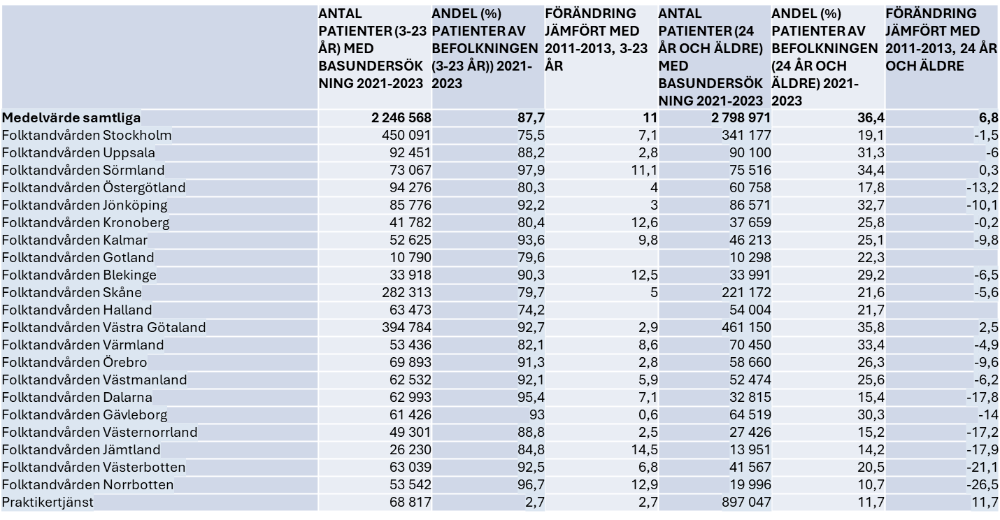 ANTAL PATIENTER (3-23 ÅR) MED BASUNDERSÖK NING 2021-2023 ANDEL (%) PATIENTER AV BEFOLKNINGEN (3-23 ÅR)) 2021-2023 FÖRÄNDRING JÄMFÖRT MED 2011-2013, 3-23 ÅR ANTAL PATIENTER (24 ÅR OCH ÄLDRE) MED BASUNDERSÖK NING 2021-2023 ANDEL (%) PATIENTER AV BEFOLKNINGEN (24 ÅR OCH ÄLDRE) 2021-2023 FÖRÄNDRING JÄMFÖRT MED 2011-2013, 24 ÅR OCH ÄLDRE
Medelvärde samtliga 2 246 568 87,7 11 2 798 971 36,4 6,8
Folktandvården Stockholm 450 091 75,5 7,1 341 177 19,1 -1,5
Folktandvården Uppsala 92 451 88,2 2,8 90 100 31,3 -6
Folktandvården Sörmland 73 067 97,9 11,1 75 516 34,4 0,3
Folktandvården Östergötland 94 276 80,3 4 60 758 17,8 -13,2
Folktandvården Jönköping 85 776 92,2 3 86 571 32,7 -10,1
Folktandvården Kronoberg 41 782 80,4 12,6 37 659 25,8 -0,2
Folktandvården Kalmar 52 625 93,6 9,8 46 213 25,1 -9,8
Folktandvården Gotland 10 790 79,6 10 298 22,3
Folktandvården Blekinge 33 918 90,3 12,5 33 991 29,2 -6,5
Folktandvården Skåne 282 313 79,7 5 221 172 21,6 -5,6
Folktandvården Halland 63 473 74,2 54 004 21,7
Folktandvården Västra Götaland 394 784 92,7 2,9 461 150 35,8 2,5
Folktandvården Värmland 53 436 82,1 8,6 70 450 33,4 -4,9
Folktandvården Örebro 69 893 91,3 2,8 58 660 26,3 -9,6
Folktandvården Västmanland 62 532 92,1 5,9 52 474 25,6 -6,2
Folktandvården Dalarna 62 993 95,4 7,1 32 815 15,4 -17,8
Folktandvården Gävleborg 61 426 93 0,6 64 519 30,3 -14
Folktandvården Västernorrland 49 301 88,8 2,5 27 426 15,2 -17,2
Folktandvården Jämtland 26 230 84,8 14,5 13 951 14,2 -17,9
Folktandvården Västerbotten 63 039 92,5 6,8 41 567 20,5 -21,1
Folktandvården Norrbotten 53 542 96,7 12,9 19 996 10,7 -26,5
Praktikertjänst 68 817 2,7 2,7 897 047 11,7 11,7